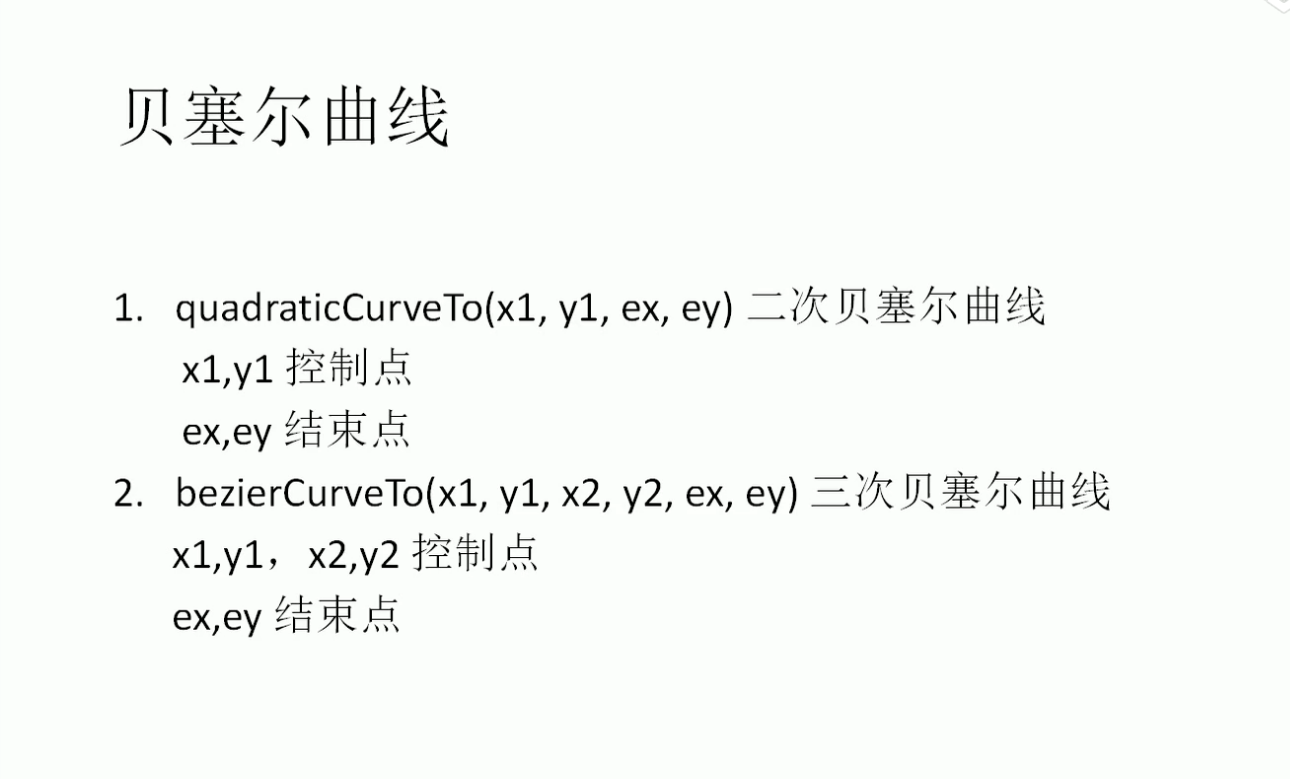 贝塞尔曲线
1. quadraticCurveTo(x1, y1, ex, ey) 二次贝塞尔曲线
x1,y1 控制点
ex,ey 结束点
2. bezierCurveTo(x1, y1, x2, y2, ex, ey) 三次贝塞尔曲线
x1,y1，x2,y2 控制点
ex,ey 结束点